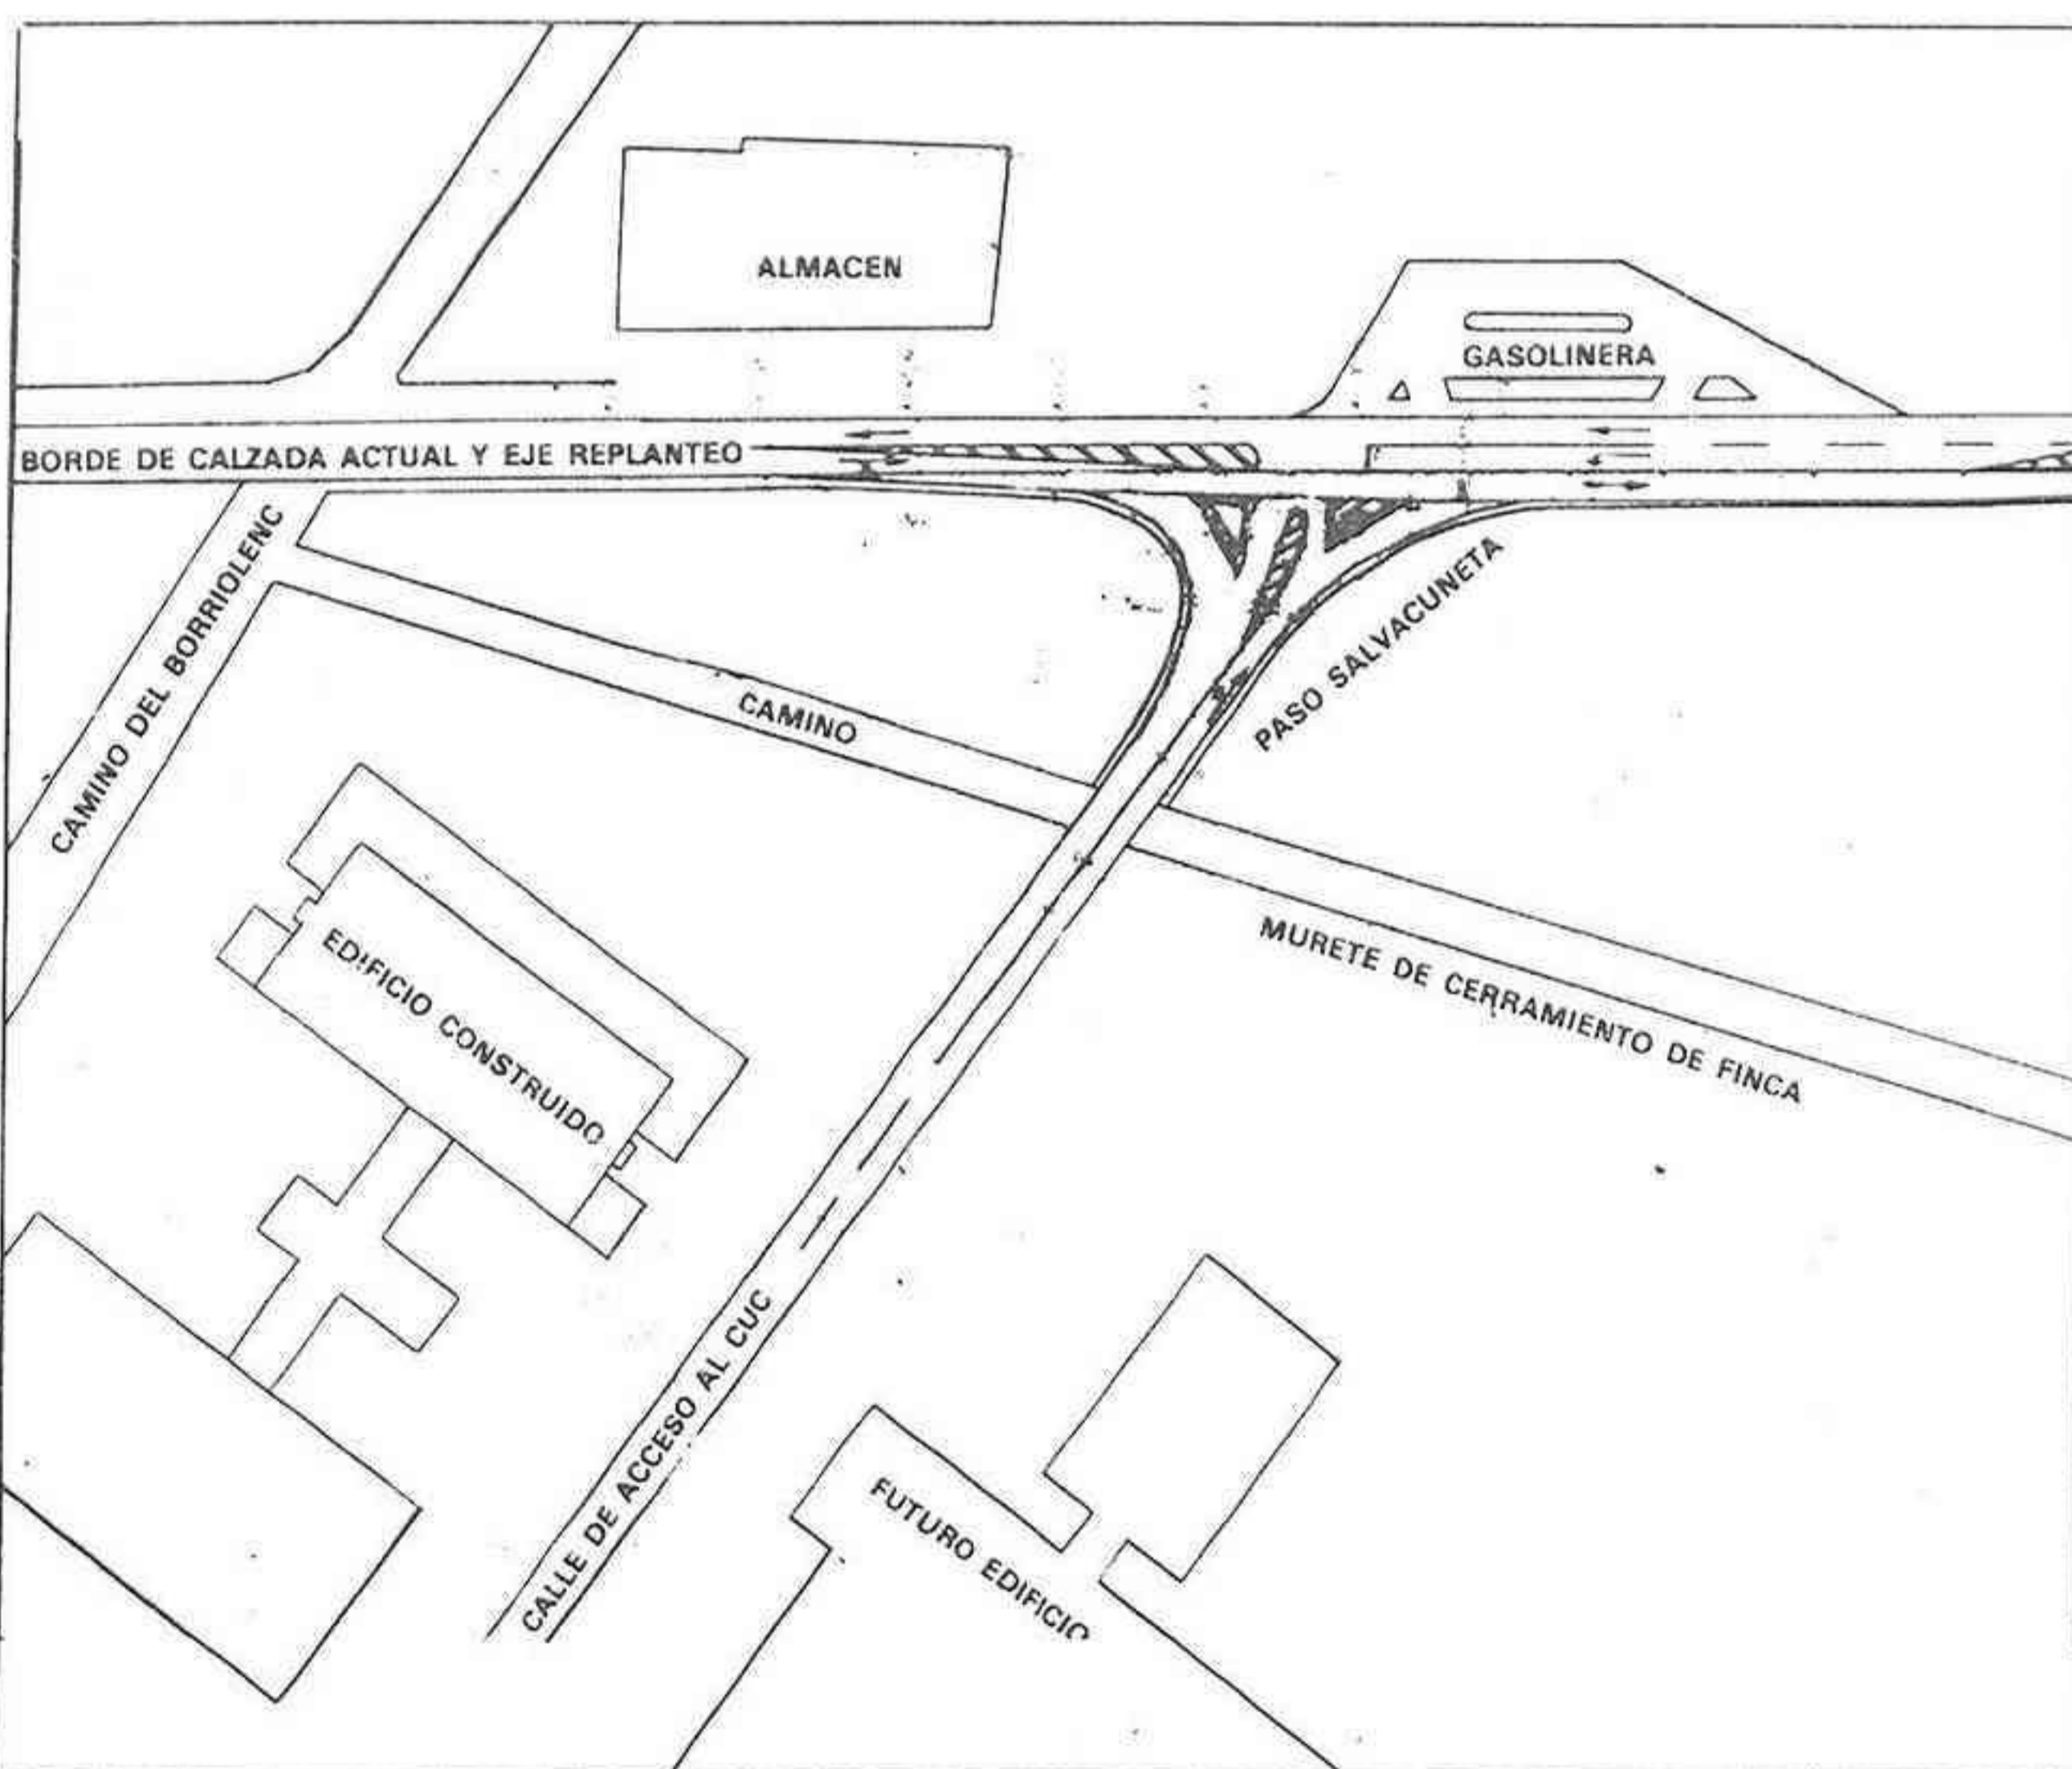 ALMACEN
GASOLINERA
BORDE DE CALZADA ACTUAL Y EJE REPLANTEO
CAMINO DEL BORRIOLENC
CAMINO
PASO SALVACUNETA
EDIFICIO CONSTRUIDO
MURETE DE CERRAMIENTO DE FINCA
CALLE DE ACCESO AL CUC
FUTURO EDIFICIO